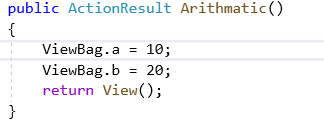 public ActionResult Arithmatic()
{
    ViewBag.a = 10;
    ViewBag.b = 20;
    return View();
}